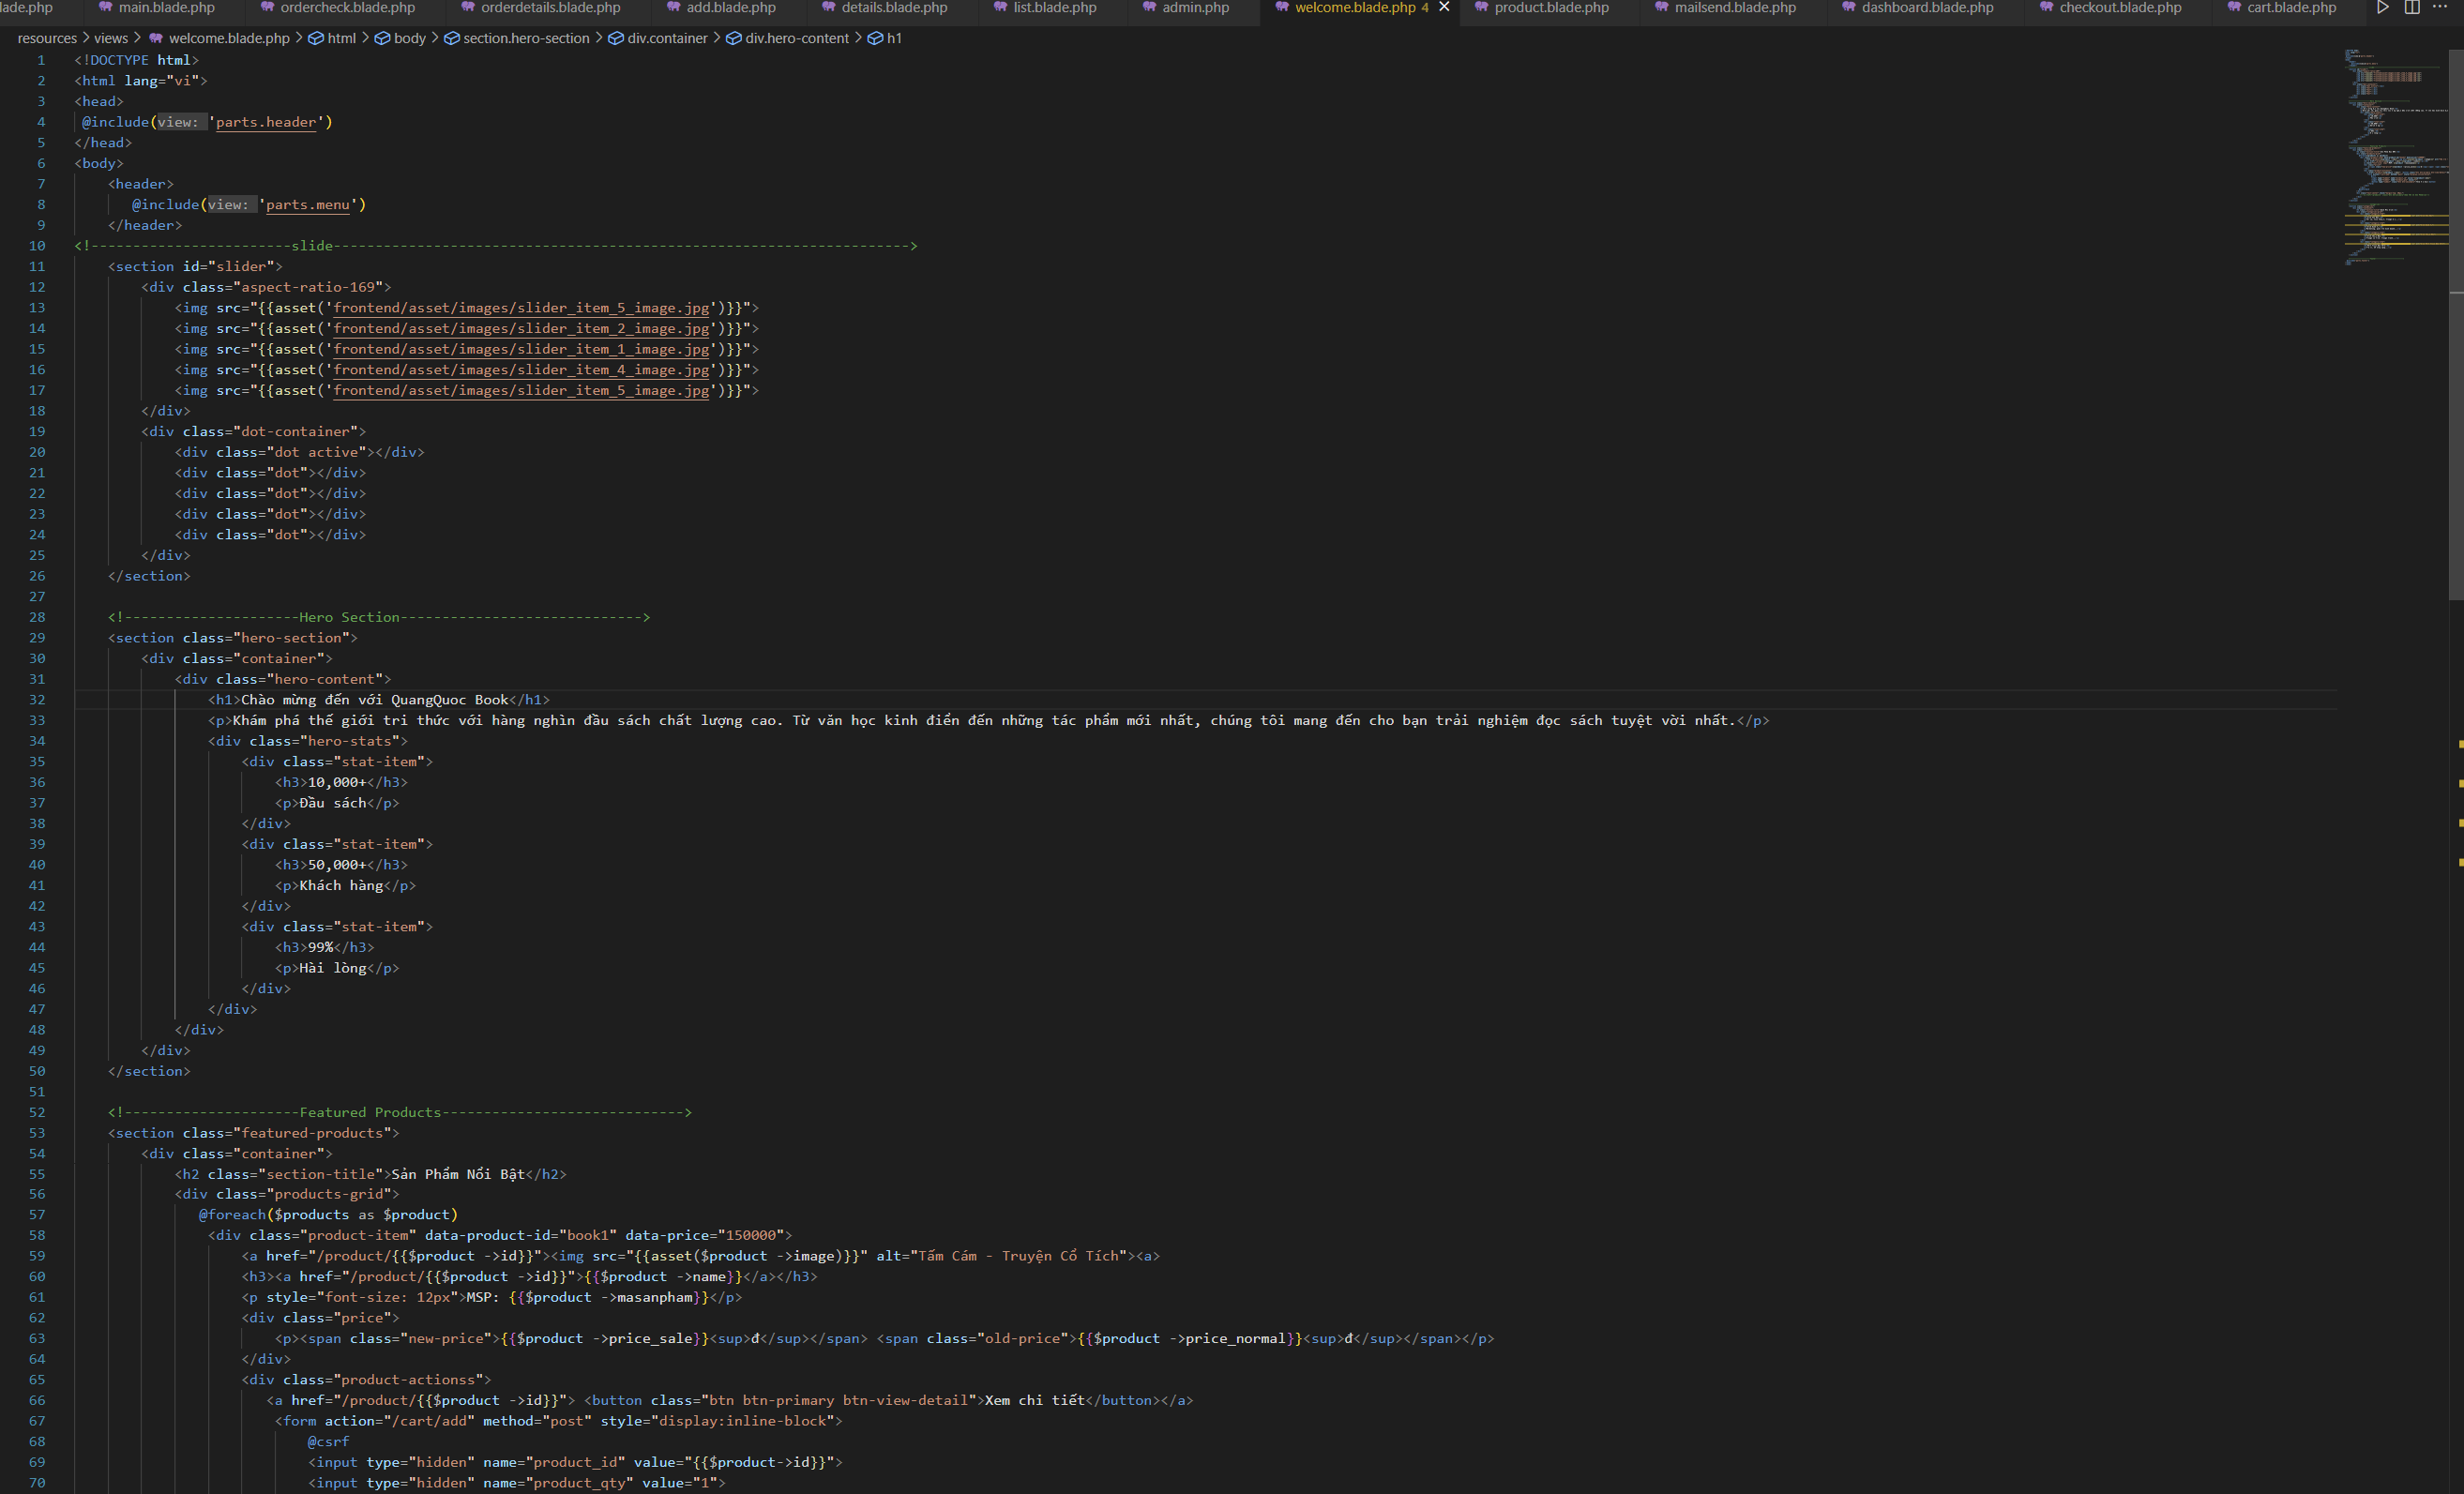 lade.php main.blade.php ordercheck.blade.php orderdetails.blade.php add.blade.php details.blade.php list.blade.php admin.php welcome.blade.php 4 product.blade.php mailsend.blade.php dashboard.blade.php checkout.blade.php cart.blade.php
resources > views > welcome.blade.php > html > body > section.hero-section > div.container > div.hero-content > h1
1 <!DOCTYPE html>
2 <html lang="vi">
3 <head>
4 @include(view: 'parts.header')
5 </head>
6 <body>
7 <header>
8 @include(view: 'parts.menu')
9 </header>
10 <!------------------------slide--------------------------------------------------------------------->
11 <section id="slider">
12 <div class="aspect-ratio-169">
13 <img src="{{asset('frontend/asset/images/slider_item_5_image.jpg')}}">
14 <img src="{{asset('frontend/asset/images/slider_item_2_image.jpg')}}">
15 <img src="{{asset('frontend/asset/images/slider_item_1_image.jpg')}}">
16 <img src="{{asset('frontend/asset/images/slider_item_4_image.jpg')}}">
17 <img src="{{asset('frontend/asset/images/slider_item_5_image.jpg')}}">
18 </div>
19 <div class="dot-container">
20 <div class="dot active"></div>
21 <div class="dot"></div>
22 <div class="dot"></div>
23 <div class="dot"></div>
24 <div class="dot"></div>
25 </div>
26 </section>
27
28 <!---------------------Hero Section----------------------------->
29 <section class="hero-section">
30 <div class="container">
31 <div class="hero-content">
32 <h1>Chào mừng đến với QuangQuoc Book</h1>
33 <p>Khám phá thế giới tri thức với hàng nghìn đầu sách chất lượng cao. Từ văn học kinh điển đến những tác phẩm mới nhất, chúng tôi mang đến cho bạn trải nghiệm đọc sách tuyệt vời nhất.</p>
34 <div class="hero-stats">
35 <div class="stat-item">
36 <h3>10,000+</h3>
37 <p>Đầu sách</p>
38 </div>
39 <div class="stat-item">
40 <h3>50,000+</h3>
41 <p>Khách hàng</p>
42 </div>
43 <div class="stat-item">
44 <h3>99%</h3>
45 <p>Hài lòng</p>
46 </div>
47 </div>
48 </div>
49 </div>
50 </section>
51
52 <!---------------------Featured Products----------------------------->
53 <section class="featured-products">
54 <div class="container">
55 <h2 class="section-title">Sản Phẩm Nổi Bật</h2>
56 <div class="products-grid">
57 @foreach($products as $product)
58 <div class="product-item" data-product-id="book1" data-price="150000">
59 <a href="/product/{{$product ->id}}"><img src="{{asset($product ->image)}}" alt="Tấm Cám - Truyện Cổ Tích"><a>
60 <h3><a href="/product/{{$product ->id}}">{{$product ->name}}</a></h3>
61 <p style="font-size: 12px">MSP: {{$product ->masanpham}}</p>
62 <div class="price">
63 <p><span class="new-price">{{$product ->price_sale}}<sup>đ</sup></span> <span class="old-price">{{$product ->price_normal}}<sup>đ</sup></span></p>
64 </div>
65 <div class="product-actionss">
66 <a href="/product/{{$product ->id}}"> <button class="btn btn-primary btn-view-detail">Xem chi tiết</button></a>
67 <form action="/cart/add" method="post" style="display:inline-block">
68 @csrf
69 <input type="hidden" name="product_id" value="{{$product->id}}">
70 <input type="hidden" name="product_qty" value="1">